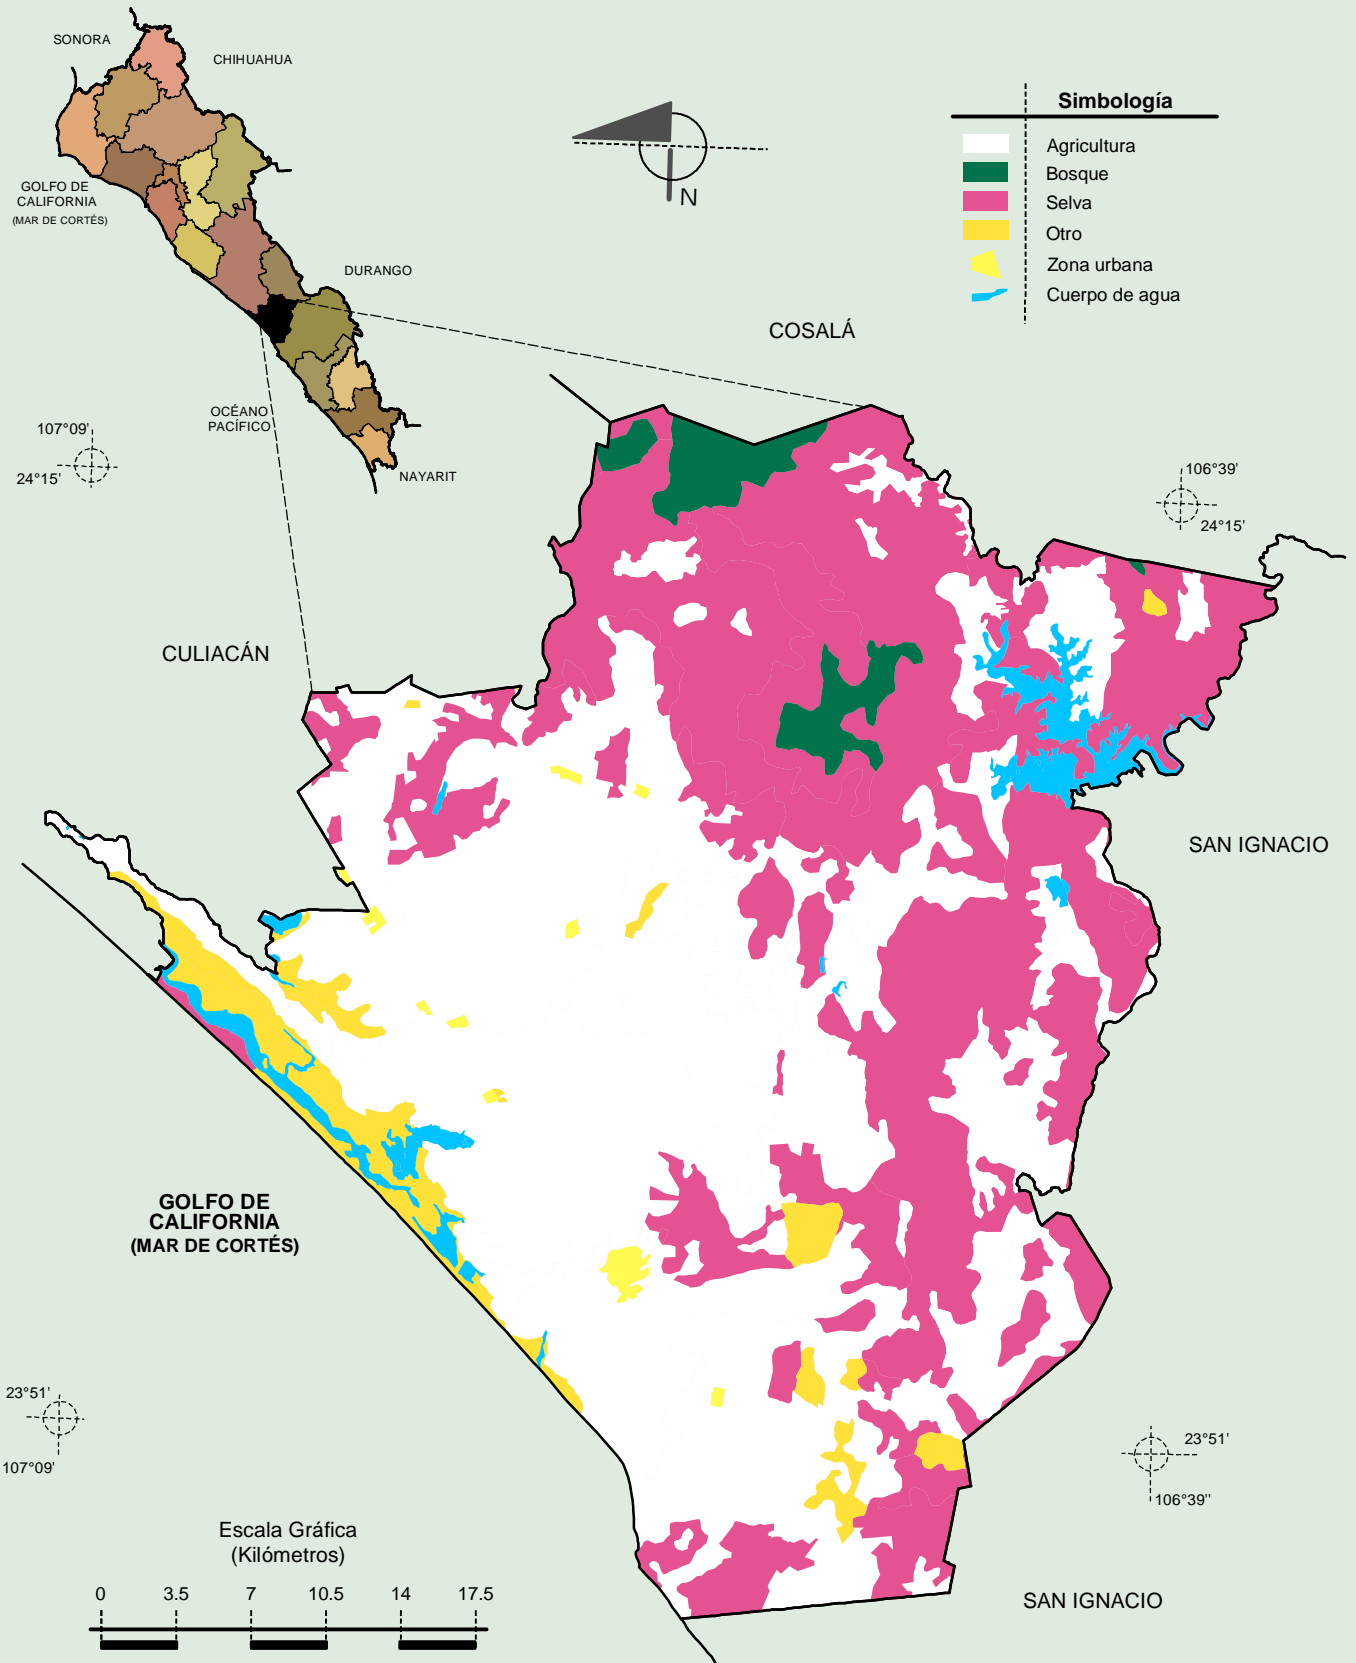 SONORA
CHIHUAHUA
GOLFO DE
CALIFORNIA
(MAR DE CORTÉS)
DURANGO
OCÉANO
PACÍFICO
NAYARIT
N
Simbología
Agricultura
Bosque
Selva
Otro
Zona urbana
Cuerpo de agua
COSALÁ
107°09'
24°15'
106°39'
24°15'
CULIACÁN
SAN IGNACIO
GOLFO DE
CALIFORNIA
(MAR DE CORTÉS)
23°51'
107°09'
23°51'
106°39''
Escala Gráfica
(Kilómetros)
0 3.5 7 10.5 14 17.5
SAN IGNACIO